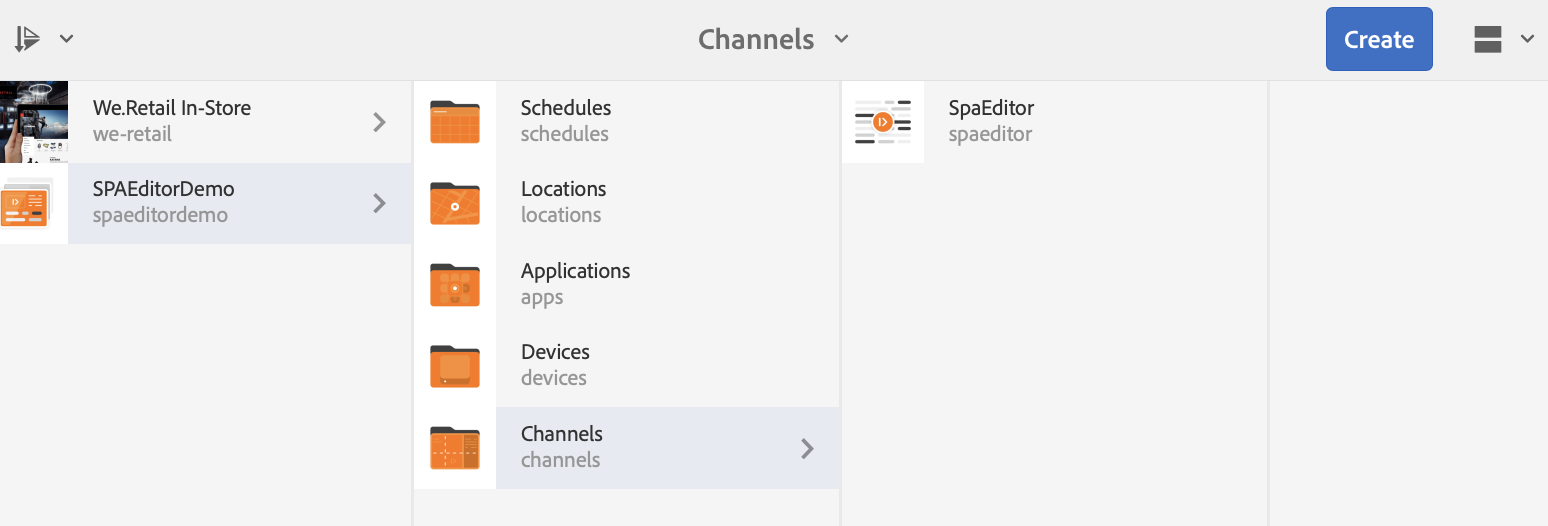 Channels
Create
We.Retail In-Store
we-retail
SPAEditorDemo
spaeditordemo
Schedules
schedules
Locations
locations
Applications
apps
Devices
devices
Channels
channels
SpaEditor
spaeditor